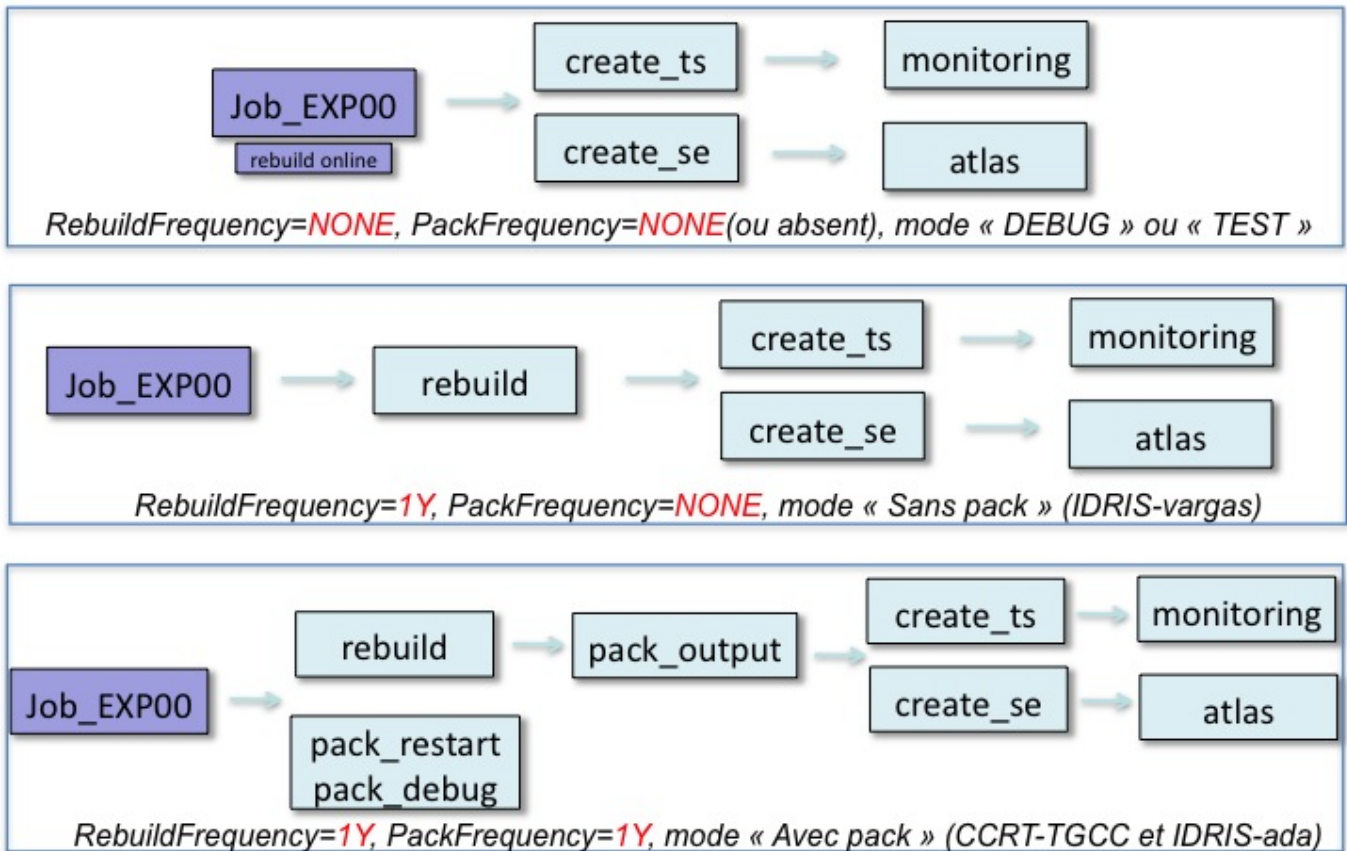 create_ts
monitoring
Job_EXP00
rebuild online
create_se
atlas
RebuildFrequency=NONE, PackFrequency=NONE(ou absent), mode « DEBUG » ou « TEST »
create_ts
monitoring
Job_EXP00
rebuild
create_se
atlas
RebuildFrequency=1Y, PackFrequency=NONE, mode « Sans pack » (IDRIS-vargas)
create_ts
monitoring
rebuild
pack_output
Job_EXP00
create_se
atlas
pack_restart
pack_debug
RebuildFrequency=1Y, PackFrequency=1Y, mode « Avec pack » (CCRT-TGCC et IDRIS-ada)